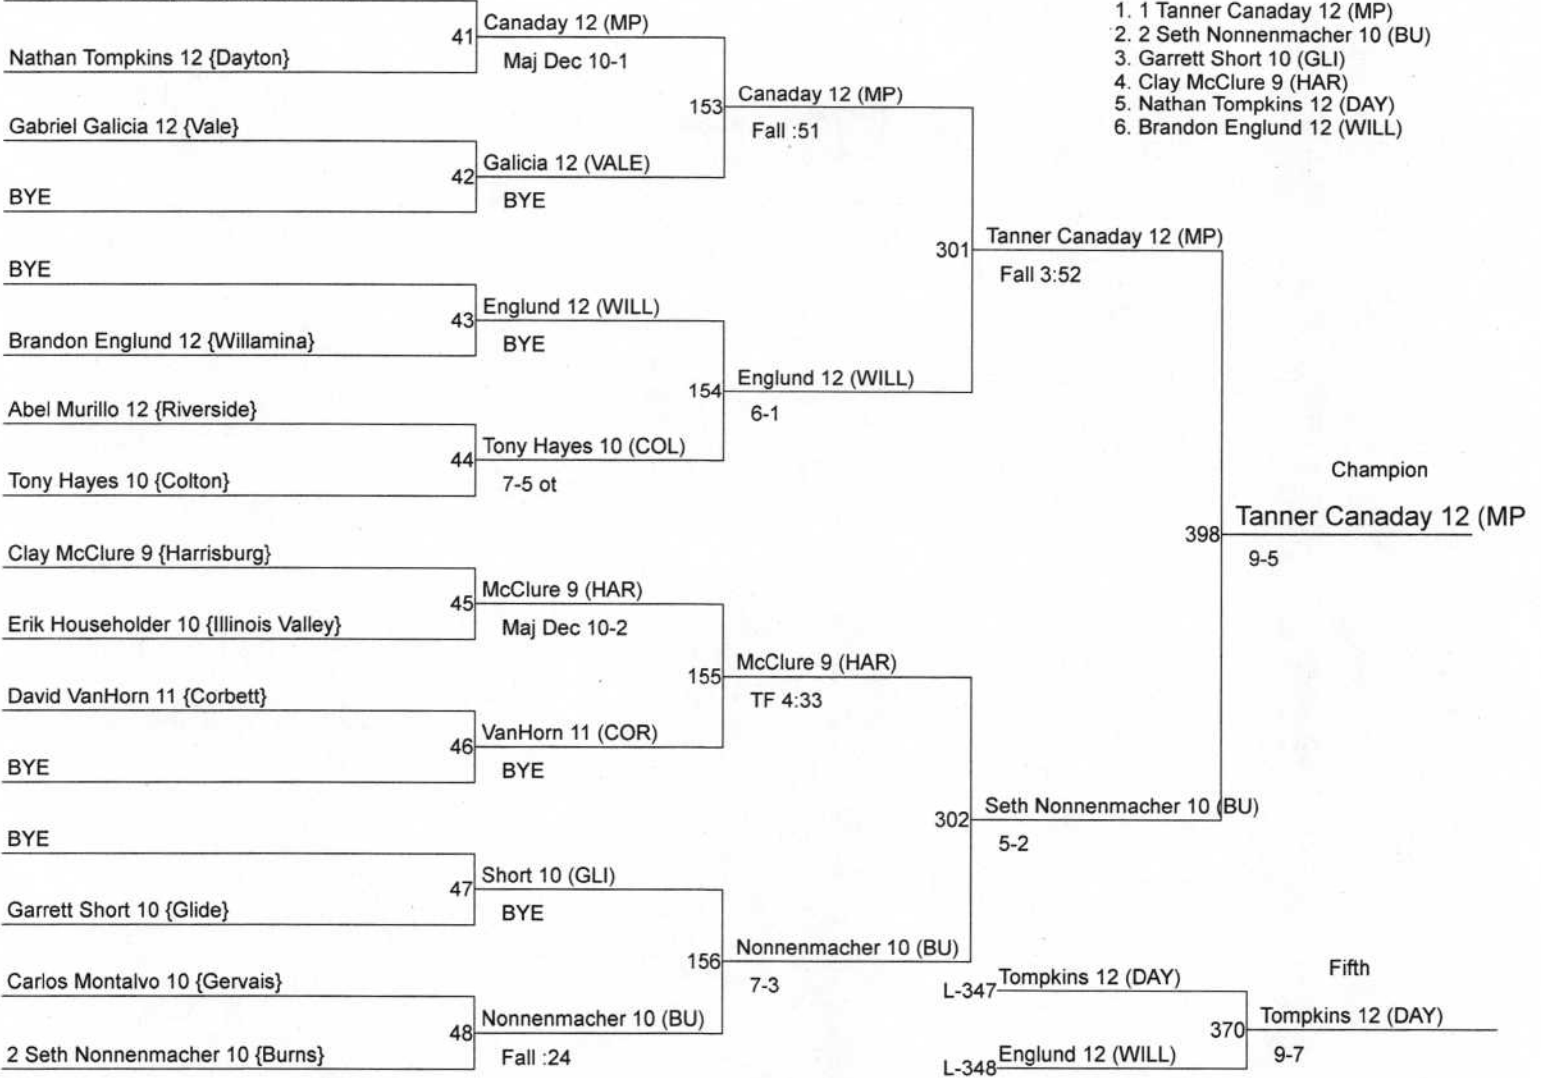 1. 1 Tanner Canaday 12 (MP)
2. 2 Seth Nonnenmacher 10 (BU)
3. Garrett Short 10 (GLI)
4. Clay McClure 9 (HAR)
5. Nathan Tompkins 12 (DAY)
6. Brandon Englund 12 (WILL)
41
Canaday 12 (MP)
Maj Dec 10-1
Nathan Tompkins 12 {Dayton}
153
Canaday 12 (MP)
Fall :51
Gabriel Galicia 12 {Vale}
42
Galicia 12 (VALE)
BYE
BYE
301
Tanner Canaday 12 (MP)
Fall 3:52
BYE
43
Englund 12 (WILL)
BYE
Brandon Englund 12 {Willamina}
154
Englund 12 (WILL)
6-1
Abel Murillo 12 {Riverside}
44
Tony Hayes 10 (COL)
7-5 ot
Tony Hayes 10 {Colton}
Champion
398
Tanner Canaday 12 (MP
9-5
Clay McClure 9 {Harrisburg}
45
McClure 9 (HAR)
Maj Dec 10-2
Erik Householder 10 {Illinois Valley}
155
McClure 9 (HAR)
TF 4:33
David VanHorn 11 {Corbett}
46
VanHorn 11 (COR)
BYE
BYE
302
Seth Nonnenmacher 10 (BU)
5-2
BYE
47
Short 10 (GLI)
BYE
Garrett Short 10 {Glide}
156
Nonnenmacher 10 (BU)
7-3
Carlos Montalvo 10 {Gervais}
48
Nonnenmacher 10 (BU)
Fall :24
2 Seth Nonnenmacher 10 {Burns}
Fifth
L-347
Tompkins 12 (DAY)
370
Tompkins 12 (DAY)
9-7
L-348
Englund 12 (WILL)